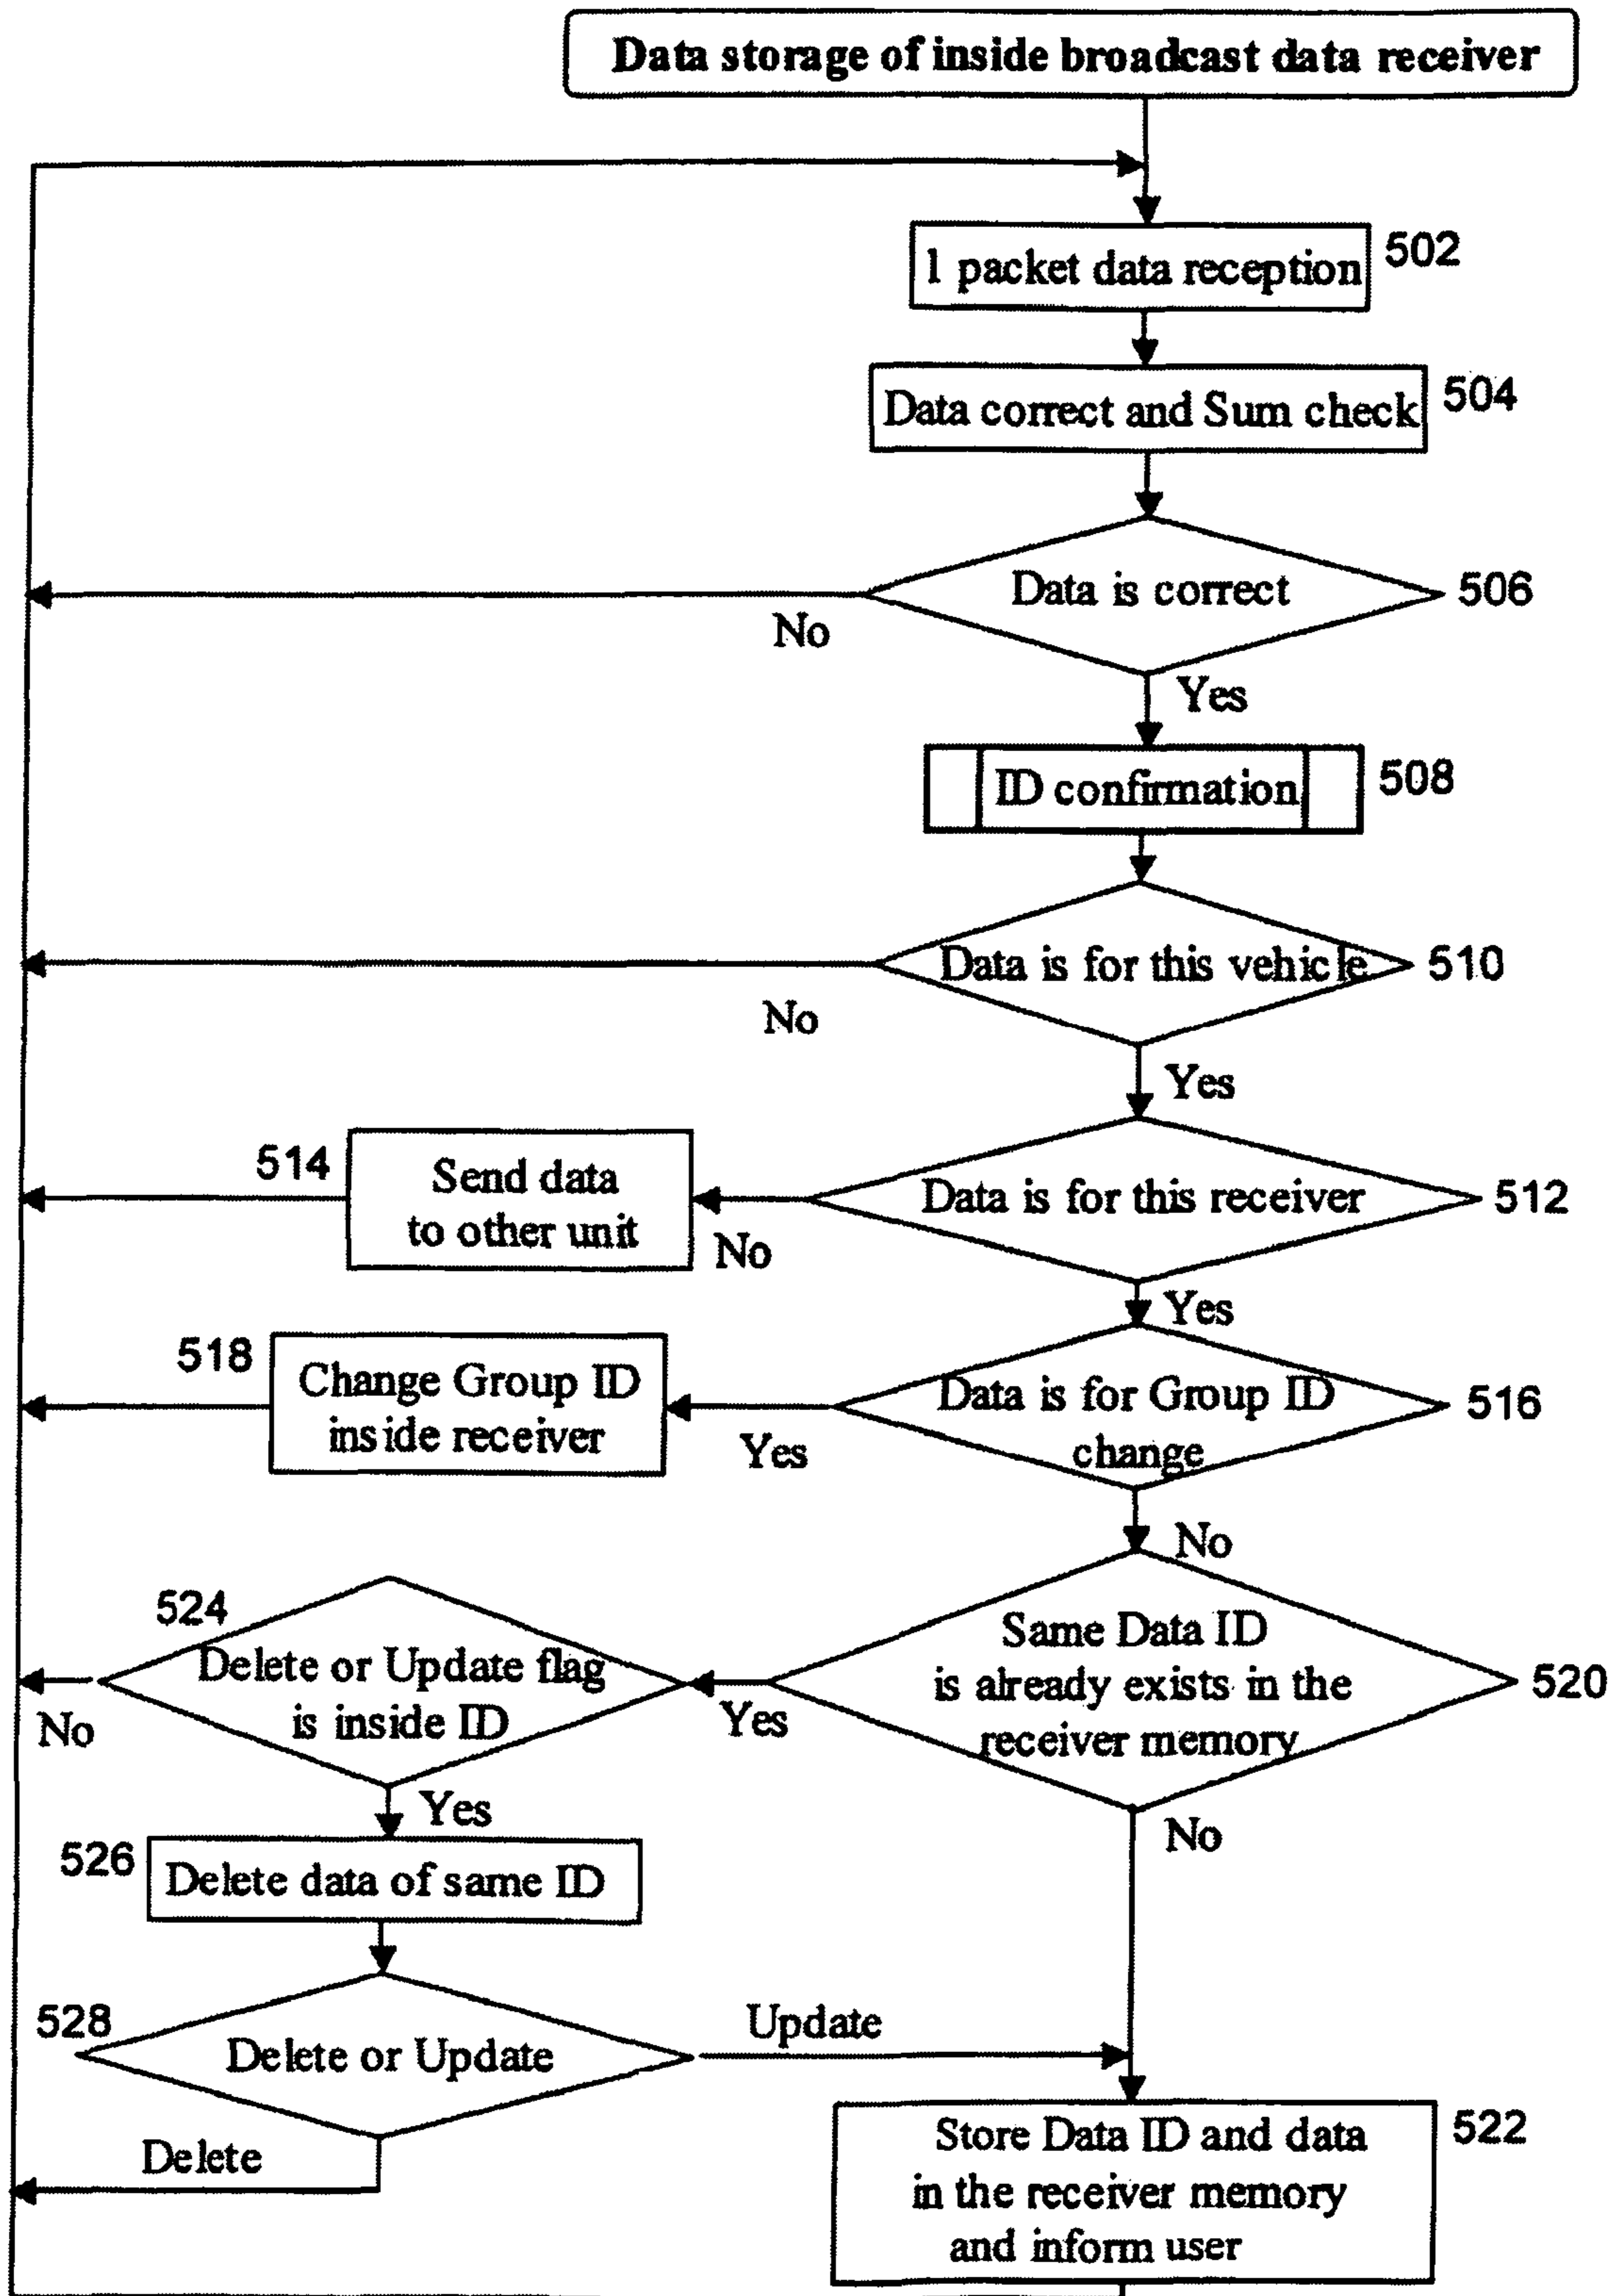 Data storage of inside broadcast data receiver
1 packet data reception
502
Data correct and Sum check
504
Data is correct
506
No
Yes
ID confirmation
508
Data is for this vehicle
510
No
Yes
514
Send data
to other unit
No
Data is for this receiver
512
Yes
518
Change Group ID
inside receiver
Yes
Data is for Group ID
change
516
No
524
Delete or Update flag
is inside ID
No
Yes
Same Data ID
is already exists in the
receiver memory
520
Yes
No
526
Delete data of same ID
528
Delete or Update
Update
Delete
Store Data ID and data
in the receiver memory
and inform user
522